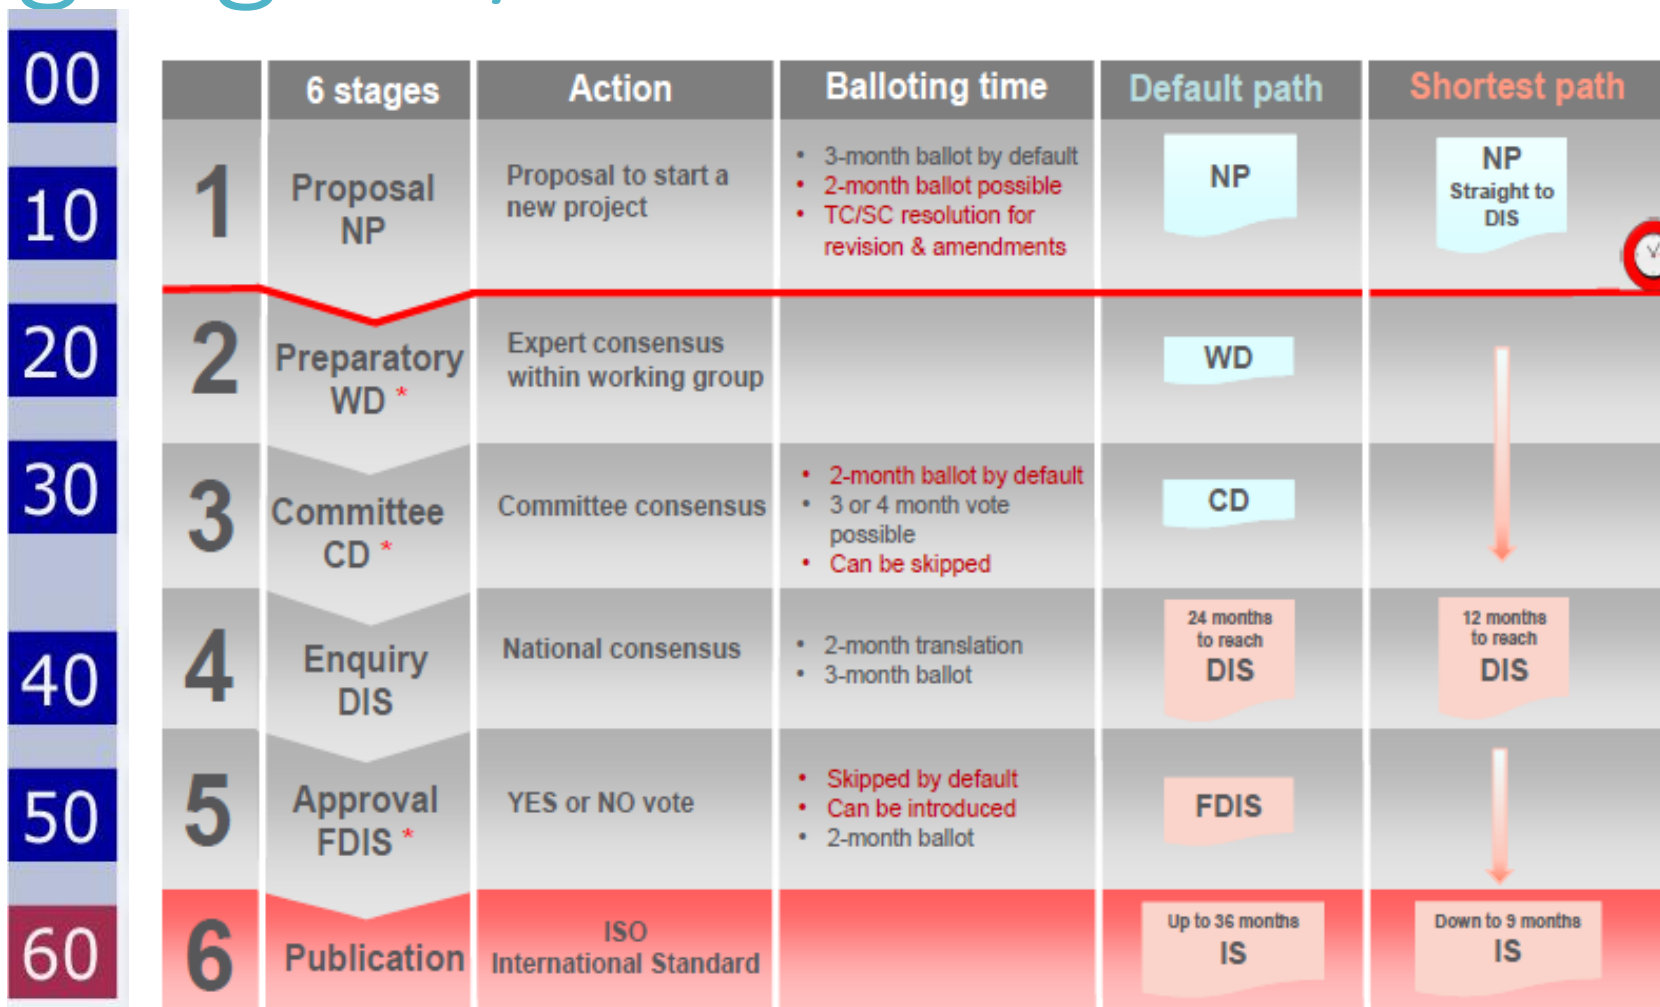 00
10
20
30
40
50
60
6 stages
Action
Balloting time
Default path
Shortest path
1
Proposal
NP
Proposal to start a
new project
• 3-month ballot by default
• 2-month ballot possible
• TC/SC resolution for
revision & amendments
NP
NP
Straight to
DIS
2
Preparatory
WD *
Expert consensus
within working group
WD
3
Committee
CD *
Committee consensus
• 2-month ballot by default
• 3 or 4 month vote
possible
• Can be skipped
CD
4
Enquiry
DIS
National consensus
• 2-month translation
• 3-month ballot
24 months
to reach
DIS
12 months
to reach
DIS
5
Approval
FDIS *
YES or NO vote
• Skipped by default
• Can be introduced
• 2-month ballot
FDIS
6
Publication
ISO
International Standard
Up to 36 months
IS
Down to 9 months
IS